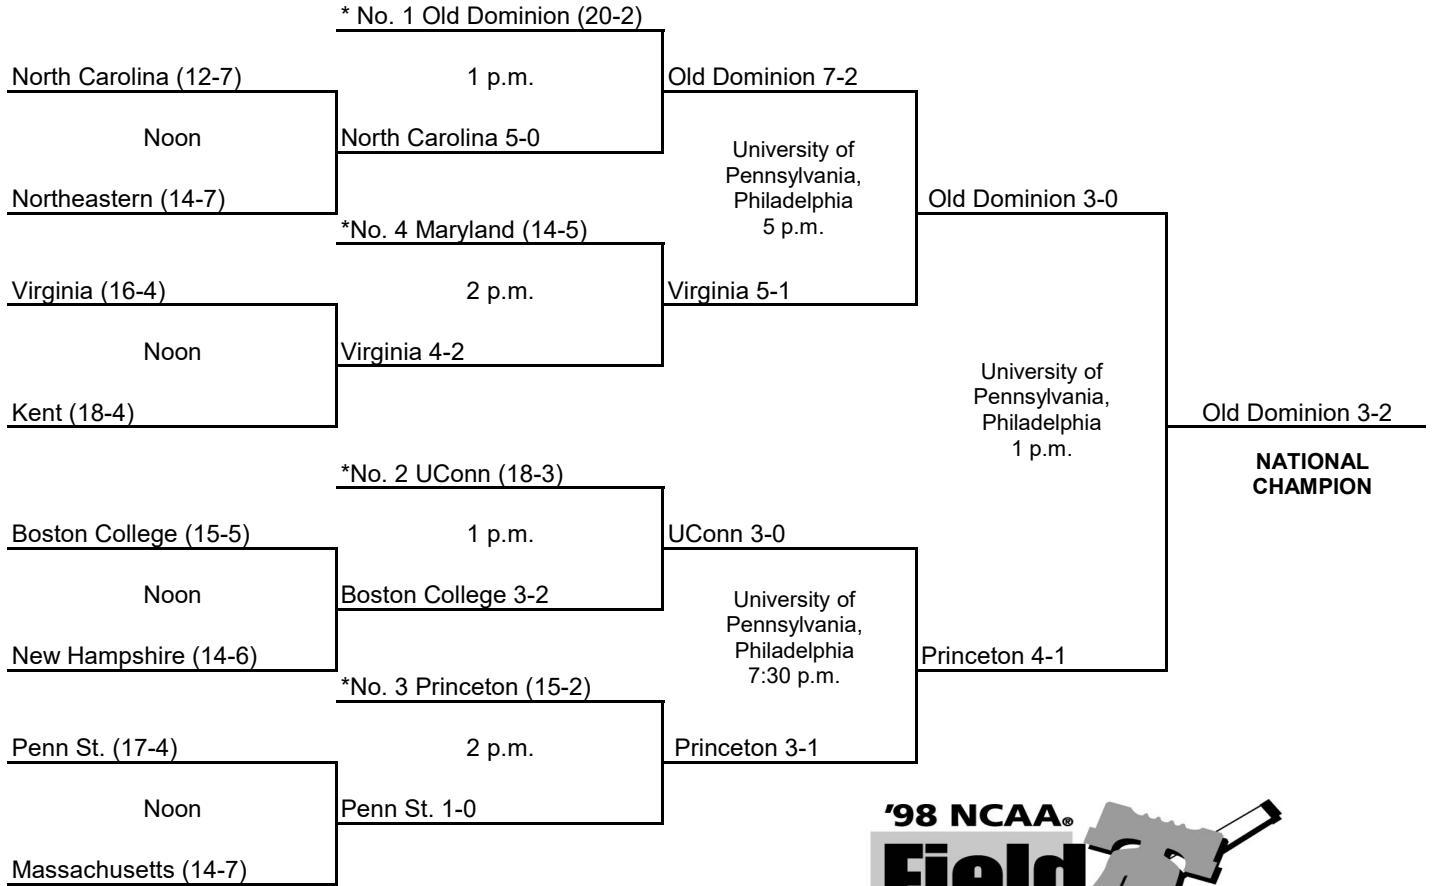 * No. 1 Old Dominion (20-2)
North Carolina (12-7)
1 p.m.
Old Dominion 7-2
Noon
North Carolina 5-0
University of
Pennsylvania,
Philadelphia
5 p.m.
Northeastern (14-7)
Old Dominion 3-0
*No. 4 Maryland (14-5)
Virginia (16-4)
2 p.m.
Virginia 5-1
Noon
Virginia 4-2
University of
Pennsylvania,
Philadelphia
1 p.m.
Kent (18-4)
Old Dominion 3-2
NATIONAL
CHAMPION
*No. 2 UConn (18-3)
Boston College (15-5)
1 p.m.
UConn 3-0
Noon
Boston College 3-2
University of
Pennsylvania,
Philadelphia
7:30 p.m.
New Hampshire (14-6)
Princeton 4-1
*No. 3 Princeton (15-2)
Penn St. (17-4)
2 p.m.
Princeton 3-1
Noon
Penn St. 1-0
Massachusetts (14-7)
'98 NCAA®
Field